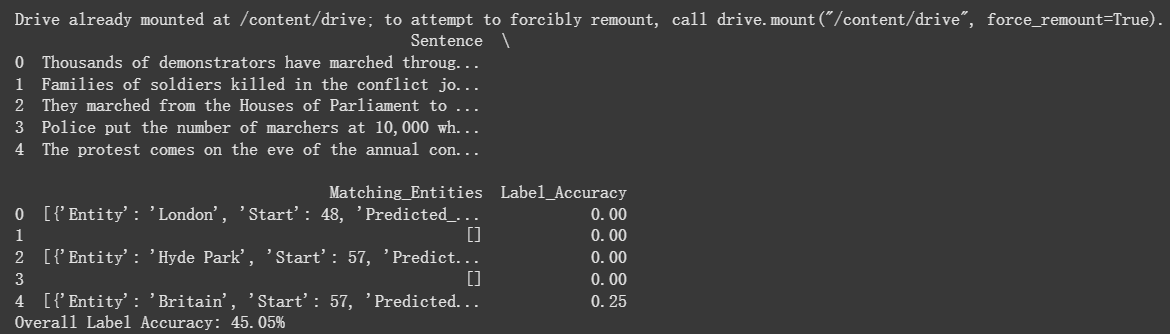 Drive already mounted at /content/drive; to attempt to forcibly remount, call drive.mount("/content/drive", force_remount=True).
Sentence \
0 Thousands of demonstrators have marched throug...
1 Families of soldiers killed in the conflict jo...
2 They marched from the Houses of Parliament to ...
3 Police put the number of marchers at 10,000 wh...
4 The protest comes on the eve of the annual con...
Matching_Entities Label_Accuracy
0 [{'Entity': 'London', 'Start': 48, 'Predicted_... 0.00
1 [] 0.00
2 [{'Entity': 'Hyde Park', 'Start': 57, 'Predict... 0.00
3 [] 0.00
4 [{'Entity': 'Britain', 'Start': 57, 'Predicted... 0.25
Overall Label Accuracy: 45.05%